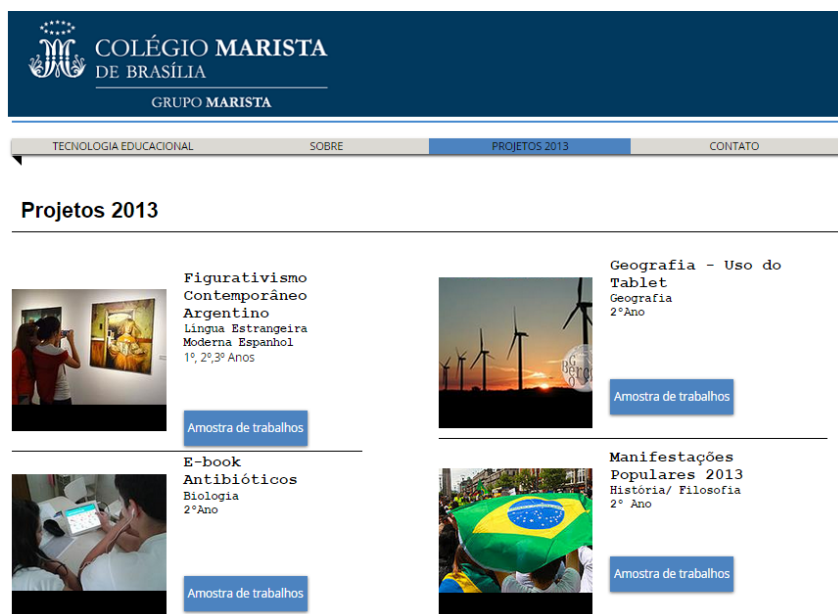 COLÉGIO MARISTA
DE BRASÍLIA
GRUPO MARISTA
TECNOLOGIA EDUCACIONAL
SOBRE
PROJETOS 2013
CONTATO
Projetos 2013
Figurativismo
Contemporâneo
Argentino
Língua Estrangeira
Moderna Espanhol
1º, 2º,3º Anos
Amostra de trabalhos
Geografia - Uso do
Tablet
Geografia
2ºAno
Amostra de trabalhos
E-book
Antibióticos
Biologia
2ºAno
Amostra de trabalhos
Manifestações
Populares 2013
História/ Filosofia
2º Ano
Amostra de trabalhos